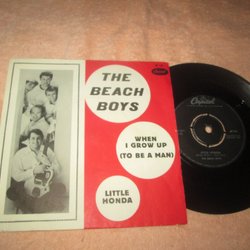 THE
BEACH
BOYS
WHEN
I GROW UP
(TO BE A MAN)
LITTLE
HONDA
Capitol